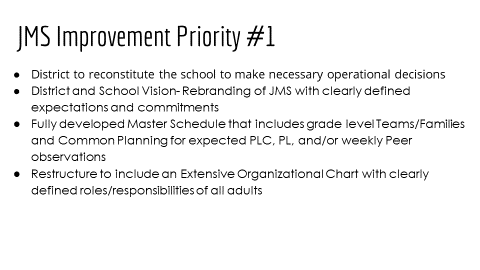 JMS Improvement Priority #1
● District to reconstitute the school to make necessary operational decisions
● District and School Vision- Rebranding of JMS with clearly defined
expectations and commitments
● Fully developed Master Schedule that includes grade level Teams/Families
and Common Planning for expected PLC, PL, and/or weekly Peer
observations
● Restructure to include an Extensive Organizational Chart with clearly
defined roles/responsibilities of all adults